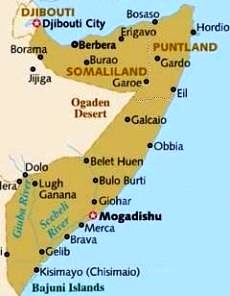 DJIBOUTI
Djibouti City
Bosaso
Hordio
Erigavo
Berbera
PUNTLAND
Borama
Burao
Gardo
Jijiga
SOMALILAND
Garoe
Eil
Ogaden
Desert
Galcaio
Obbia
Dolo
Belet Huen
lera
Lugh
Ganana
Bulo Burti
Giuba River
Scebeli
River
Giohar
Mogadishu
Merca
Brava
Gelib
Kisimayo (Chisimaio)
Bajuni Islands